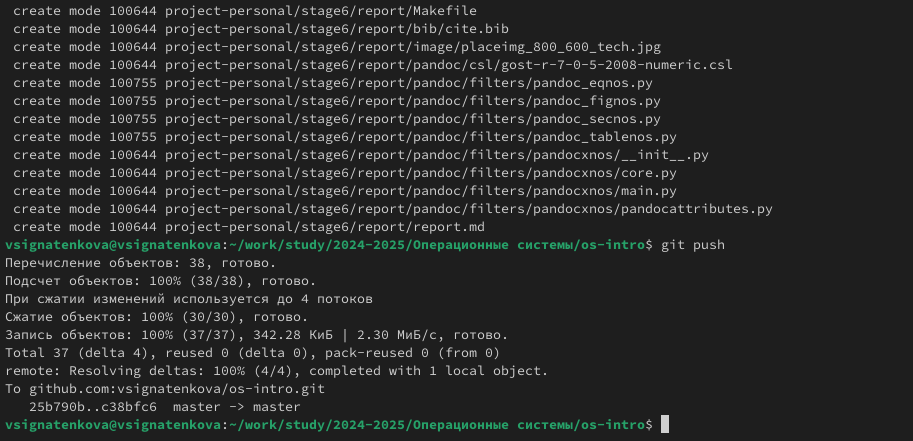 create mode 100644 project-personal/stage6/report/Makefile
create mode 100644 project-personal/stage6/report/bib/cite.bib
create mode 100644 project-personal/stage6/report/image/placeimg_800_600_tech.jpg
create mode 100644 project-personal/stage6/report/pandoc/csl/gost-r-7-0-5-2008-numeric.csl
create mode 100755 project-personal/stage6/report/pandoc/filters/pandoc_eqnos.py
create mode 100755 project-personal/stage6/report/pandoc/filters/pandoc_fignos.py
create mode 100755 project-personal/stage6/report/pandoc/filters/pandoc_secnos.py
create mode 100755 project-personal/stage6/report/pandoc/filters/pandoc_tablenos.py
create mode 100644 project-personal/stage6/report/pandoc/filters/pandocxnos/__init__.py
create mode 100644 project-personal/stage6/report/pandoc/filters/pandocxnos/core.py
create mode 100644 project-personal/stage6/report/pandoc/filters/pandocxnos/main.py
create mode 100644 project-personal/stage6/report/pandoc/filters/pandocxnos/pandocattributes.py
create mode 100644 project-personal/stage6/report/report.md
vsignatenkova@vsignatenkova:~/work/study/2024-2025/Операционные системы/os-intro$ git push
Перечисление объектов: 38, готово.
Подсчет объектов: 100% (38/38), готово.
При сжатии изменений используется до 4 потоков
Сжатие объектов: 100% (30/30), готово.
Запись объектов: 100% (37/37), 342.28 КиБ | 2.30 МиБ/с, готово.
Total 37 (delta 4), reused 0 (delta 0), pack-reused 0 (from 0)
remote: Resolving deltas: 100% (4/4), completed with 1 local object.
To github.com:vsignatenkova/os-intro.git
25b790b..c38bfc6  master -> master
vsignatenkova@vsignatenkova:~/work/study/2024-2025/Операционные системы/os-intro$